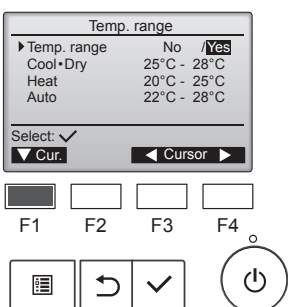 Temp. range
Temp. range No /Yes
Cool•Dry 25°C - 28°C
Heat 20°C - 25°C
Auto 22°C - 28°C
Select: ✓
▼ Cur. ◀ Cursor ▶
F1 F2 F3 F4